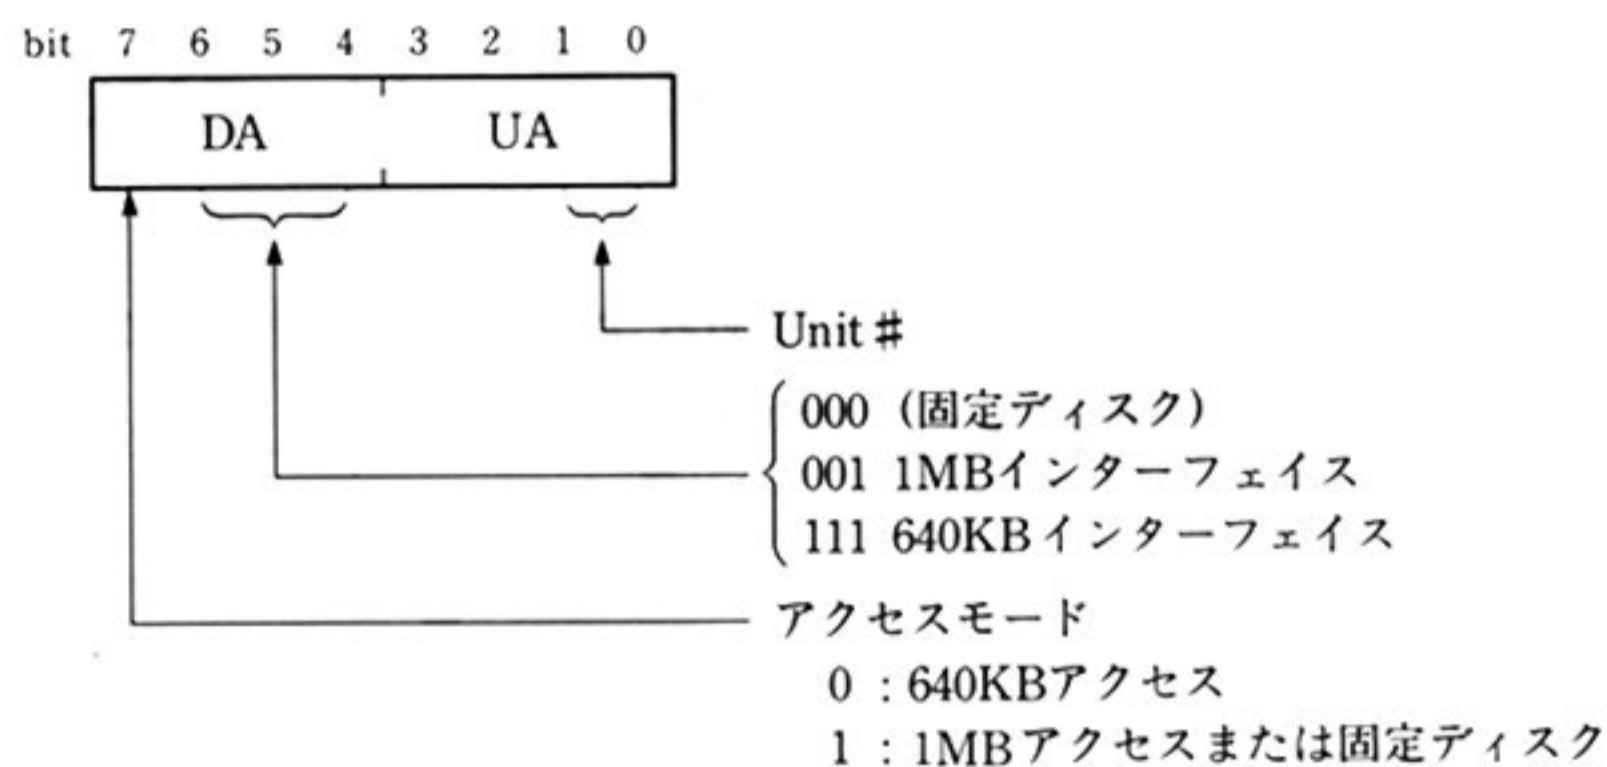 bit 7 6 5 4 3 2 1 0
DA UA
Unit #
000 (固定ディスク)
001 1MBインターフェイス
111 640KBインターフェイス
アクセスモード
0 : 640KBアクセス
1 : 1MBアクセスまたは固定ディスク